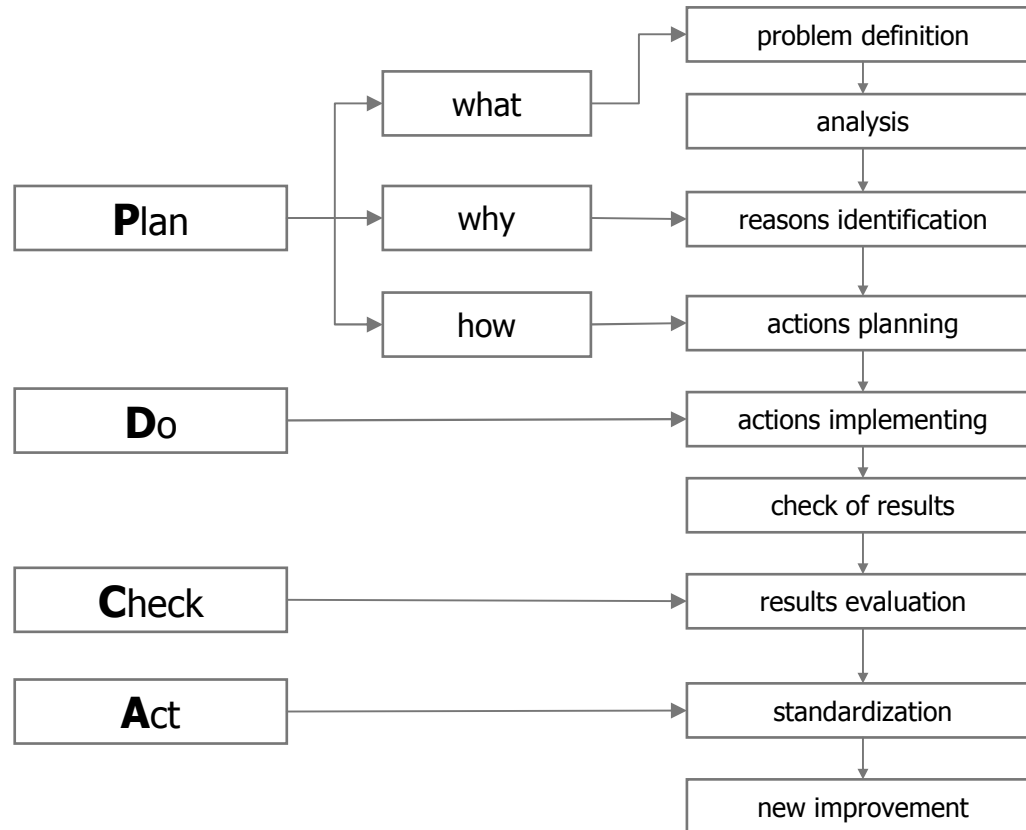 problem definition
what
analysis
Plan
why
reasons identification
how
actions planning
Do
actions implementing
check of results
Check
results evaluation
Act
standardization
new improvement